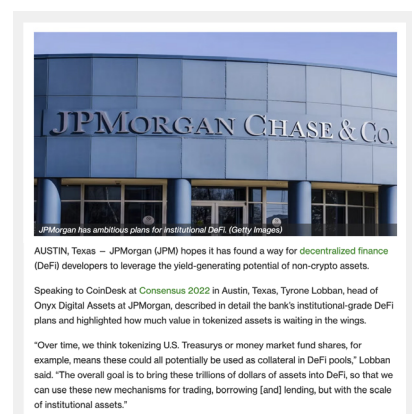 JPMORGAN CHASE & CO.
JPMorgan has ambitious plans for institutional DeFi. (Getty Images)
AUSTIN, Texas — JPMorgan (JPM) hopes it has found a way for decentralized finance
(DeFi) developers to leverage the yield-generating potential of non-crypto assets.
Speaking to CoinDesk at Consensus 2022 in Austin, Texas, Tyrone Lobban, head of
Onyx Digital Assets at JPMorgan, described in detail the bank's institutional-grade DeFi
plans and highlighted how much value in tokenized assets is waiting in the wings.
“Over time, we think tokenizing U.S. Treasurys or money market fund shares, for
example, means these could all potentially be used as collateral in DeFi pools,” Lobban
said. “The overall goal is to bring these trillions of dollars of assets into DeFi, so that we
can use these new mechanisms for trading, borrowing [and] lending, but with the scale
of institutional assets.”